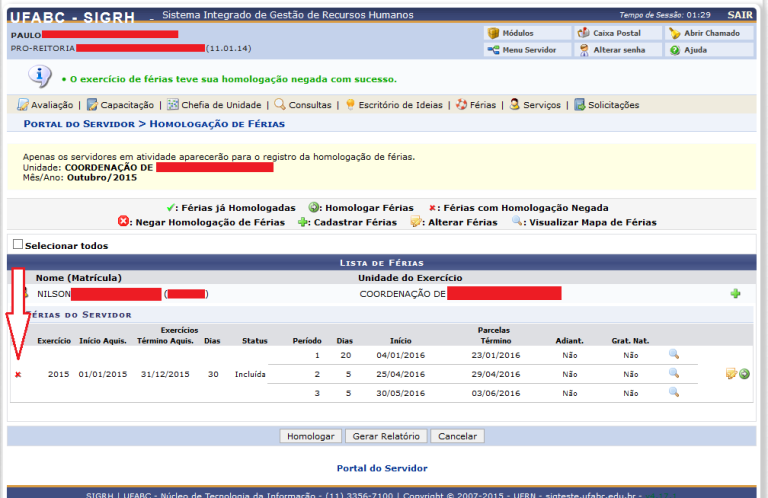 UFABC - SIGRH - Sistema Integrado de Gestão de Recursos Humanos Tempo de Sessão: 01:29 SAIR
PAULO
PRO-REITORIA (11.01.14)
Módulos Caixa Postal Abrir Chamado
Menu Servidor Alterar senha Ajuda
• O exercício de férias teve sua homologação negada com sucesso.
Avaliação | Capacitação | Chefia de Unidade | Consultas | Escritório de Ideias | Férias | Serviços | Solicitações
Portal do Servidor > Homologação de Férias
Apenas os servidores em atividade aparecerão para o registro da homologação de férias.
Unidade: COORDENAÇÃO DE
Mês/Ano: Outubro/2015
: Férias já Homologadas : Homologar Férias : Férias com Homologação Negada
: Negar Homologação de Férias : Cadastrar Férias : Alterar Férias : Visualizar Mapa de Férias
Selecionar todos
Lista de Férias
Nome (Matrícula) Unidade do Exercício
NILSON ( ) COORDENAÇÃO DE
Férias do Servidor
Exercícios Parcelas
Exercício Início Aquis. Término Aquis. Dias Status Período Dias Início Término Adiant. Grat. Nat.
1 20 04/01/2016 23/01/2016 Não Não
2015 01/01/2015 31/12/2015 30 Incluída 2 5 25/04/2016 29/04/2016 Não Não
3 5 30/05/2016 03/06/2016 Não Não
Homologar Gerar Relatório Cancelar
Portal do Servidor
SIGRH | UFABC - Núcleo de Tecnologia da Informação - (11) 3356-7100 | Copyright © 2007-2015 - UFRN - sigteste.ufabc.edu.br -